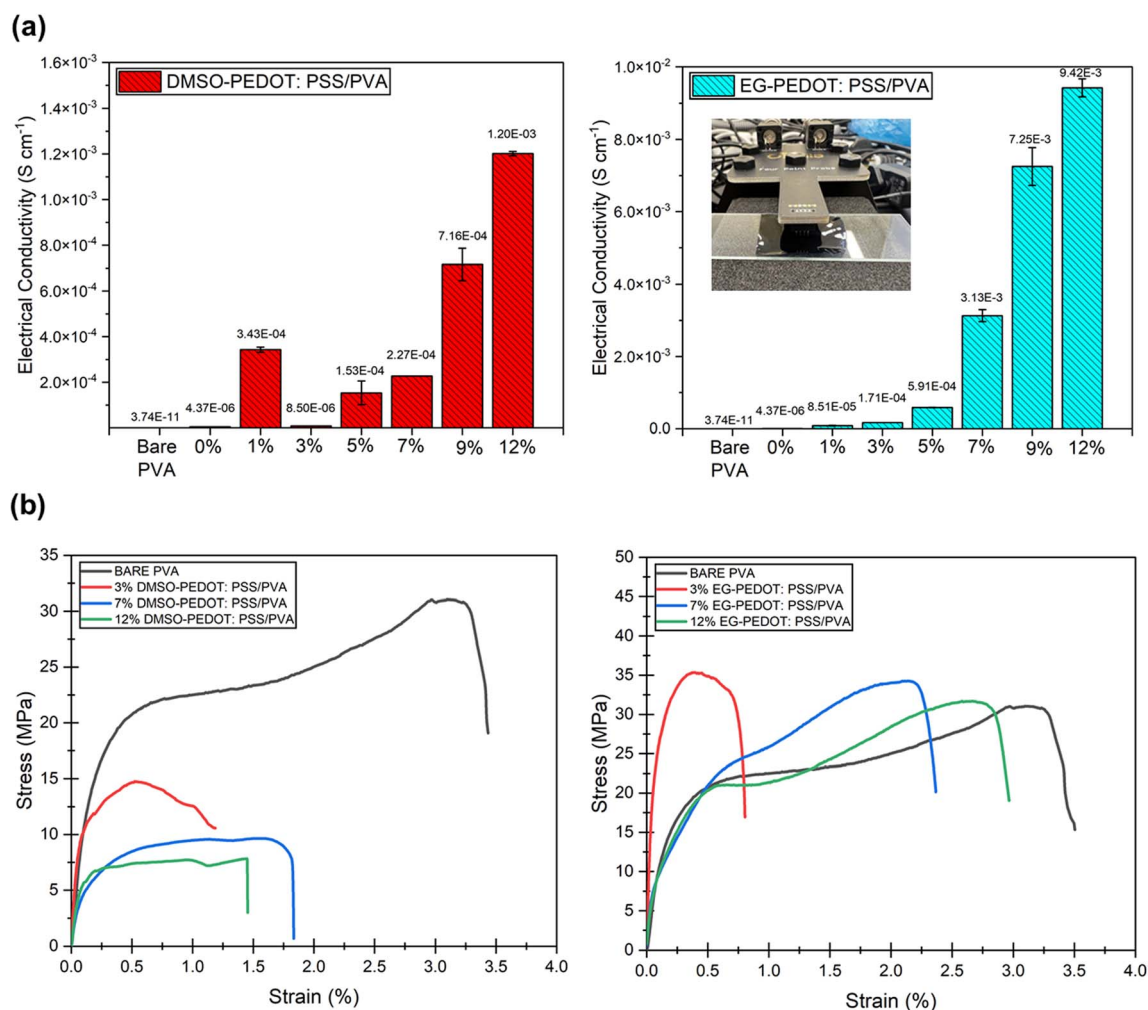 (a)
1.6×10⁻³
1.4×10⁻³
1.2×10⁻³
1.0×10⁻³
8.0×10⁻⁴
6.0×10⁻⁴
4.0×10⁻⁴
2.0×10⁻⁴
Electrical Conductivity (S cm⁻¹)
DMSO-PEDOT: PSS/PVA
3.74E-11
4.37E-06
3.43E-04
8.50E-06
1.53E-04
2.27E-04
7.16E-04
1.20E-03
Bare PVA
0%
1%
3%
5%
7%
9%
12%
1.0×10⁻²
8.0×10⁻³
6.0×10⁻³
4.0×10⁻³
2.0×10⁻³
0.0
Electrical Conductivity (S cm⁻¹)
EG-PEDOT: PSS/PVA
Four Point Probe
3.74E-11
4.37E-06
8.51E-05
1.71E-04
5.91E-04
3.13E-3
7.25E-3
9.42E-3
Bare PVA
0%
1%
3%
5%
7%
9%
12%
(b)
35
30
25
20
15
10
5
0
Stress (MPa)
BARE PVA
3% DMSO-PEDOT: PSS/PVA
7% DMSO-PEDOT: PSS/PVA
12% DMSO-PEDOT: PSS/PVA
0.0 0.5 1.0 1.5 2.0 2.5 3.0 3.5 4.0
Strain (%)
50
45
40
35
30
25
20
15
10
5
0
Stress (MPa)
BARE PVA
3% EG-PEDOT: PSS/PVA
7% EG-PEDOT: PSS/PVA
12% EG-PEDOT: PSS/PVA
0.0 0.5 1.0 1.5 2.0 2.5 3.0 3.5 4.0
Strain (%)